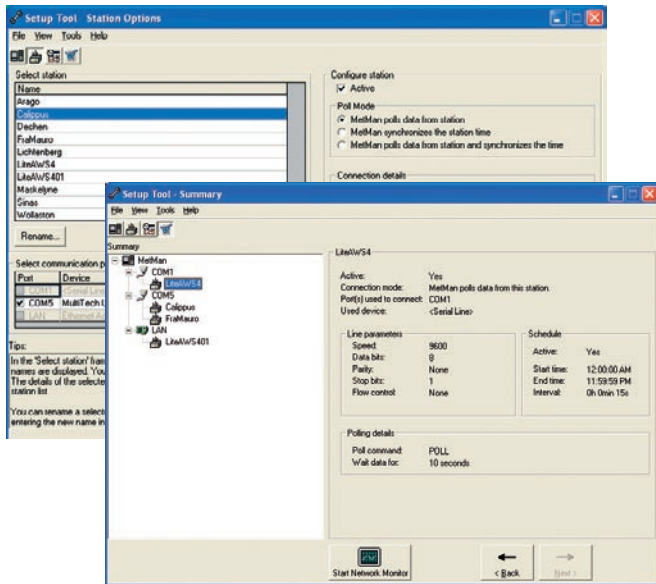 Setup Tool - Station Options
File View Tools Help
Select station
Name
Arago
Calippus
Dechen
FraMauro
Lichtenberg
LiteAWS4
LiteAWS401
Maskelyne
Sinas
Wollaston
Rename...
Select communication p
Port Device
COM1 <Serial Line
COM5 MultiTech
LAN Ethernet
Tips:
In the 'Select station' fram
names are displayed. You
The details of the selecte
station list
You can rename a select
entering the new name in
Configure station
Active
Poll Mode
MetMan polls data from station
MetMan synchronizes the station time
MetMan polls data from station and synchronizes the time
Connection details
Setup Tool - Summary
File View Tools Help
Summary
MetMan
COM1
LiteAWS4
COM5
Calippus
FraMauro
LAN
LiteAWS401
LiteAWS4
Active: Yes
Connection mode: MetMan polls data from this station.
Port(s) used to connect: COM1
Used device: <Serial Line>
Line parameters
Speed: 9600
Data bits: 8
Parity: None
Stop bits: 1
Flow control: None
Schedule
Active: Yes
Start time: 12:00:00 AM
End time: 11:59:59 PM
Interval: 0h 0min 15s
Polling details
Poll command: POLL
Wait data for: 10 seconds
Start Network Monitor
< Back
Next >